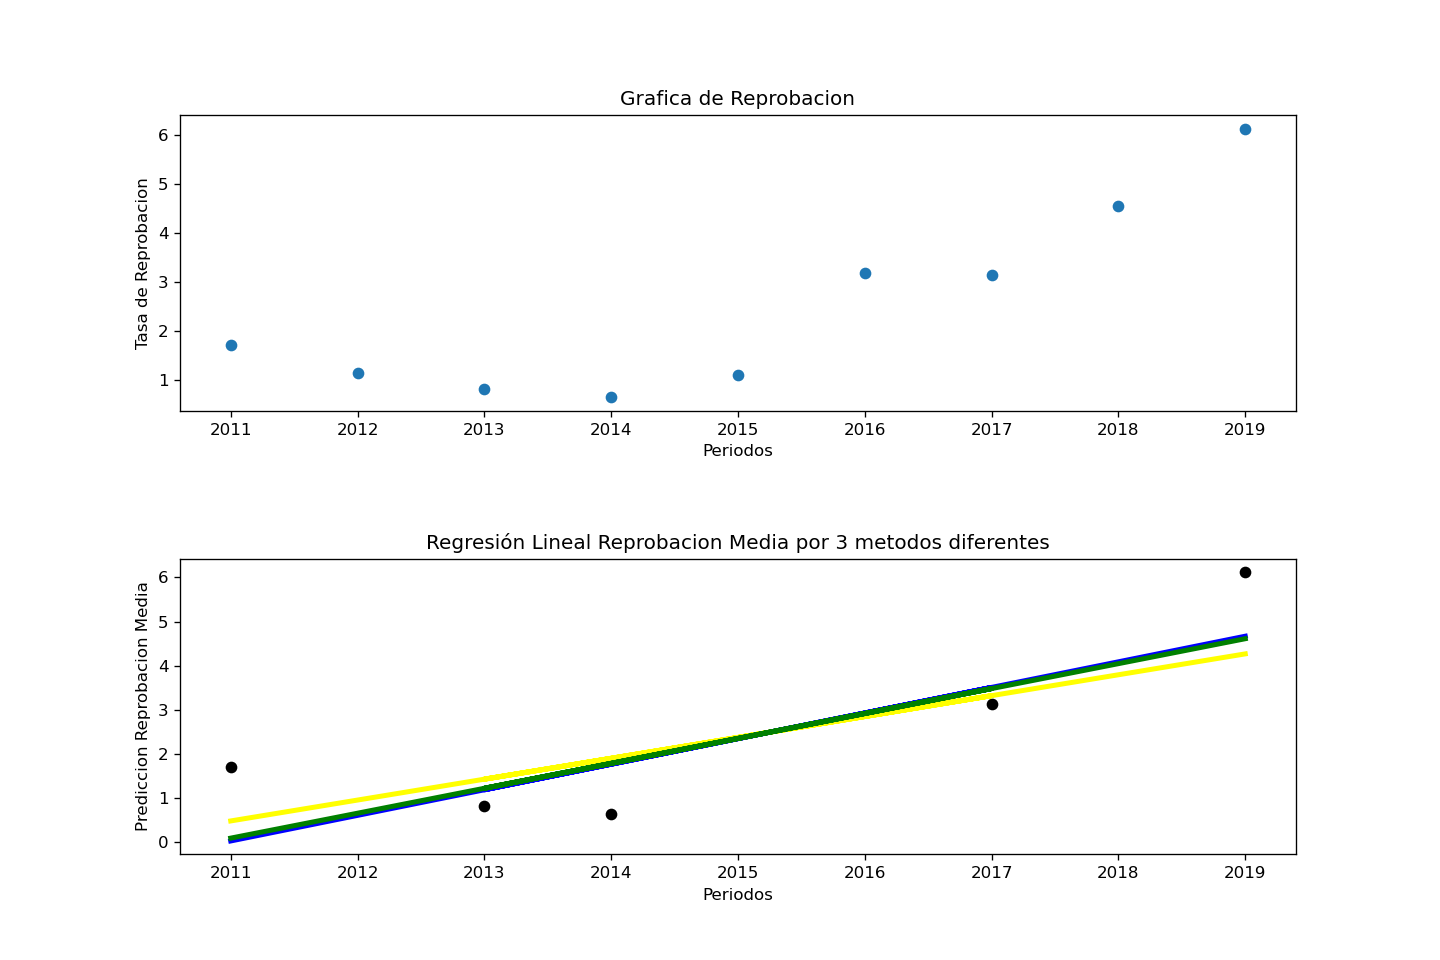 Grafica de Reprobacion
Tasa de Reprobacion
6
5
4
3
2
1
2011 2012 2013 2014 2015 2016 2017 2018 2019
Periodos
Regresión Lineal Reprobacion Media por 3 metodos diferentes
Prediccion Reprobacion Media
6
5
4
3
2
1
0
2011 2012 2013 2014 2015 2016 2017 2018 2019
Periodos